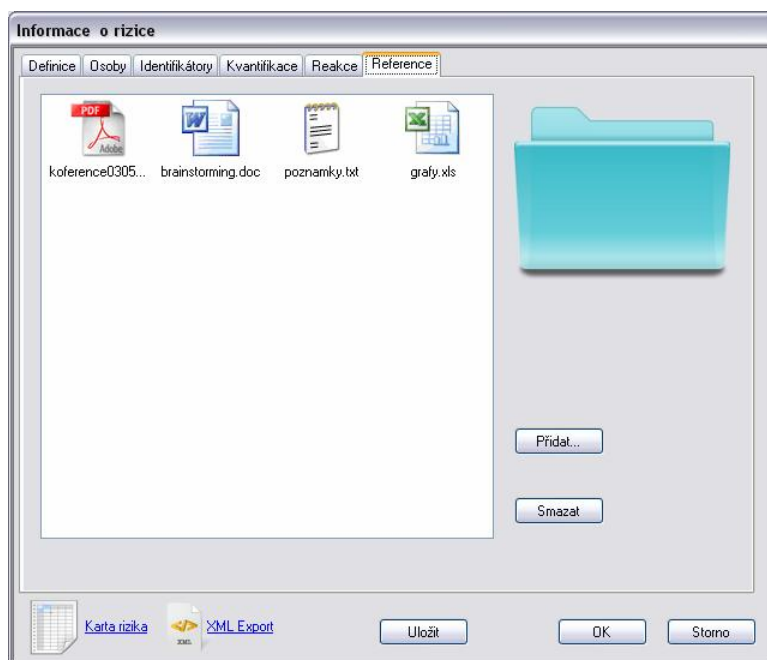 Informace o rizice
Definice Osoby Identifikátory Kvantifikace Reakce Reference
PDF
Adobe
koference0305... brainstorming.doc poznamky.txt grafy.xls
Přidat...
Smazat
Karta rizika XML XML Export Uložit OK Storno